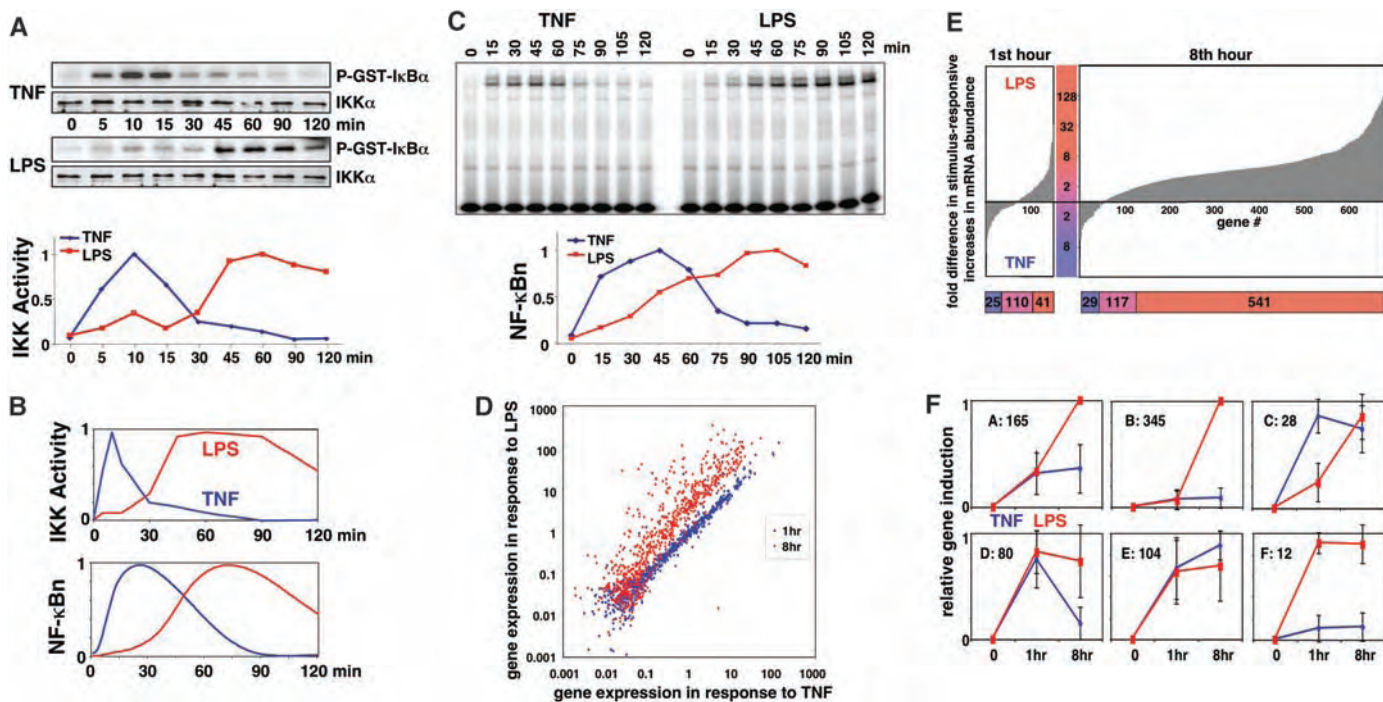 A
TNF
P-GST-IκBα
IKKα
0 5 10 15 30 45 60 90 120 min
LPS
P-GST-IκBα
IKKα
IKK Activity
TNF
LPS
1
0.5
0
0 5 10 15 30 45 60 90 120 min
B
IKK Activity
1
0
LPS
TNF
0 30 60 90 120 min
NF-κBn
1
0
0 30 60 90 120 min
C
TNF LPS
0 15 30 45 60 75 90 105 120 0 15 30 45 60 75 90 105 120 min
NF-κBn
TNF
LPS
1
0.5
0
0 15 30 45 60 75 90 105 120 min
D
gene expression in response to LPS
1000
100
10
1
0.1
0.01
0.001
1hr
8hr
0.001 0.01 0.1 1 10 100 1000
gene expression in response to TNF
E
1st hour 8th hour
fold difference in stimulus-responsive
increases in mRNA abundance
LPS
TNF
128
32
8
2
2
8
100
100 200 300 400 500 600
gene #
25 110 41 29 117 541
F
relative gene induction
1
0
A: 165
B: 345
C: 28
TNF LPS
1
0
D: 80
E: 104
F: 12
0 1hr 8hr 0 1hr 8hr 0 1hr 8hr